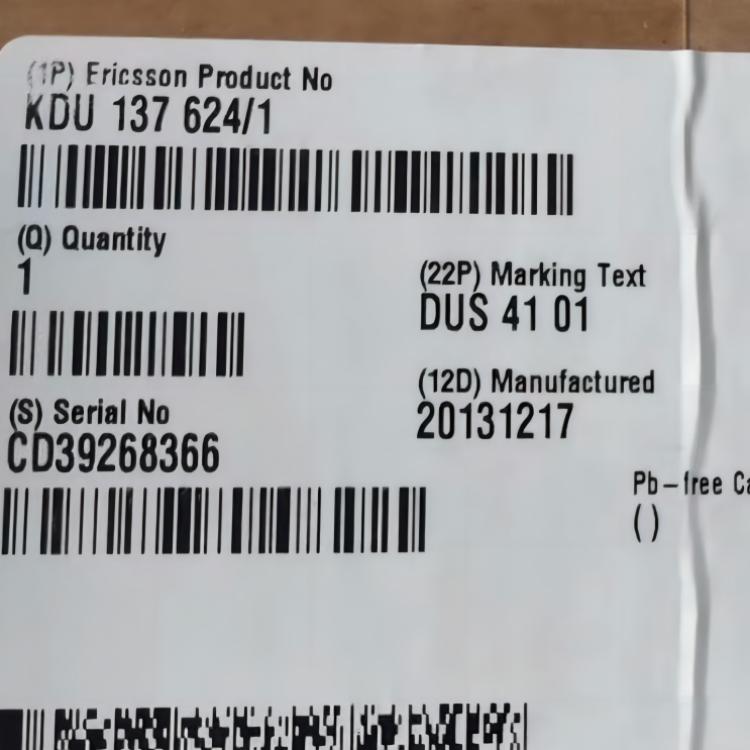 (1P) Ericsson Product No
KDU 137 624/1
(Q) Quantity
1
(22P) Marking Text
DUS 41 01
(12D) Manufactured
20131217
(S) Serial No
CD39268366
Pb-free Ca
()